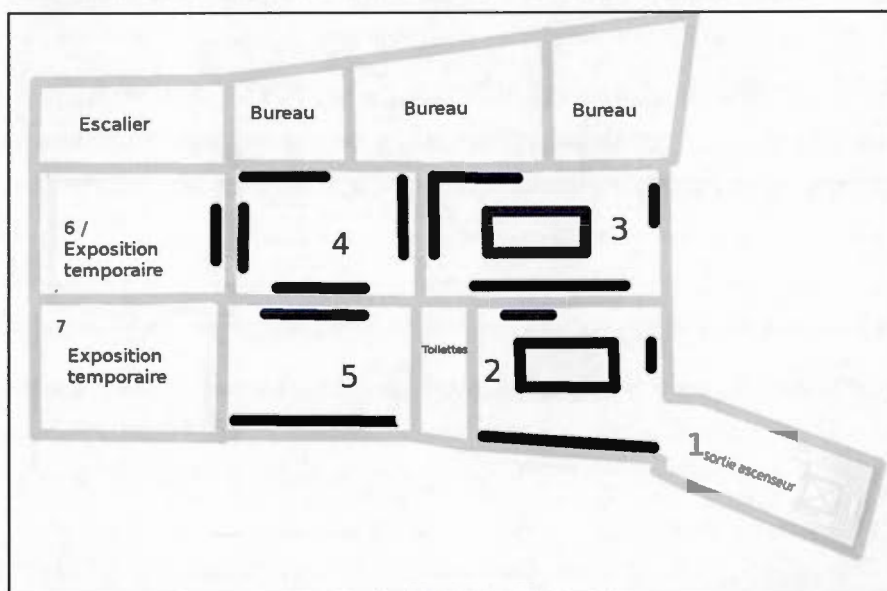 Escalier
Bureau
Bureau
Bureau
6 /
Exposition
temporaire
4
3
7
Exposition
temporaire
5
Toilettes
2
1
sortie ascenseur